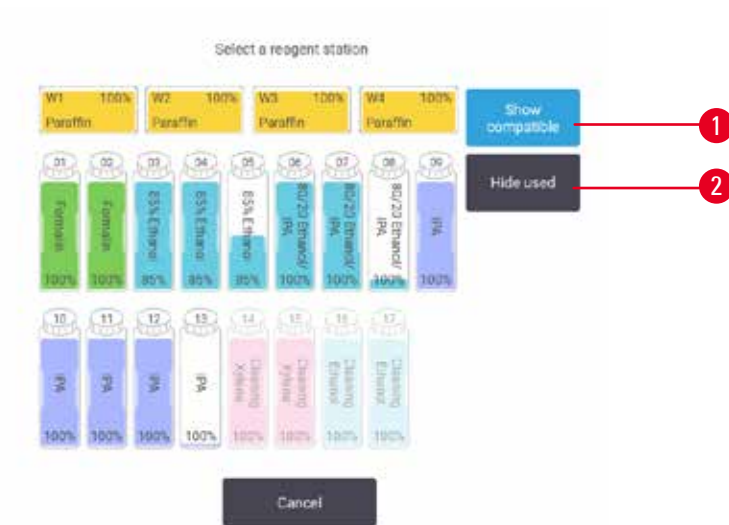 Select a reagent station
W1 100% W2 100% W3 100% W4 100%
Paraffin Paraffin Paraffin Paraffin
Show
compatible
1
Hide used
2
01 02 03 04 05 06 07 08 09
Formalin
Formalin
85% Ethanol
85% Ethanol
85% Ethanol
80/20 Ethanol/
IPA
80/20 Ethanol/
IPA
80/20 Ethanol/
IPA
IPA
100% 100% 85% 85% 85% 100% 100% 100% 100%
10 11 12 13 14 15 16 17
IPA
IPA
IPA
IPA
Cleaning
Xylene
Cleaning
Xylene
Cleaning
Ethanol
Cleaning
Ethanol
100% 100% 100% 100% 100% 100% 100% 100%
Cancel